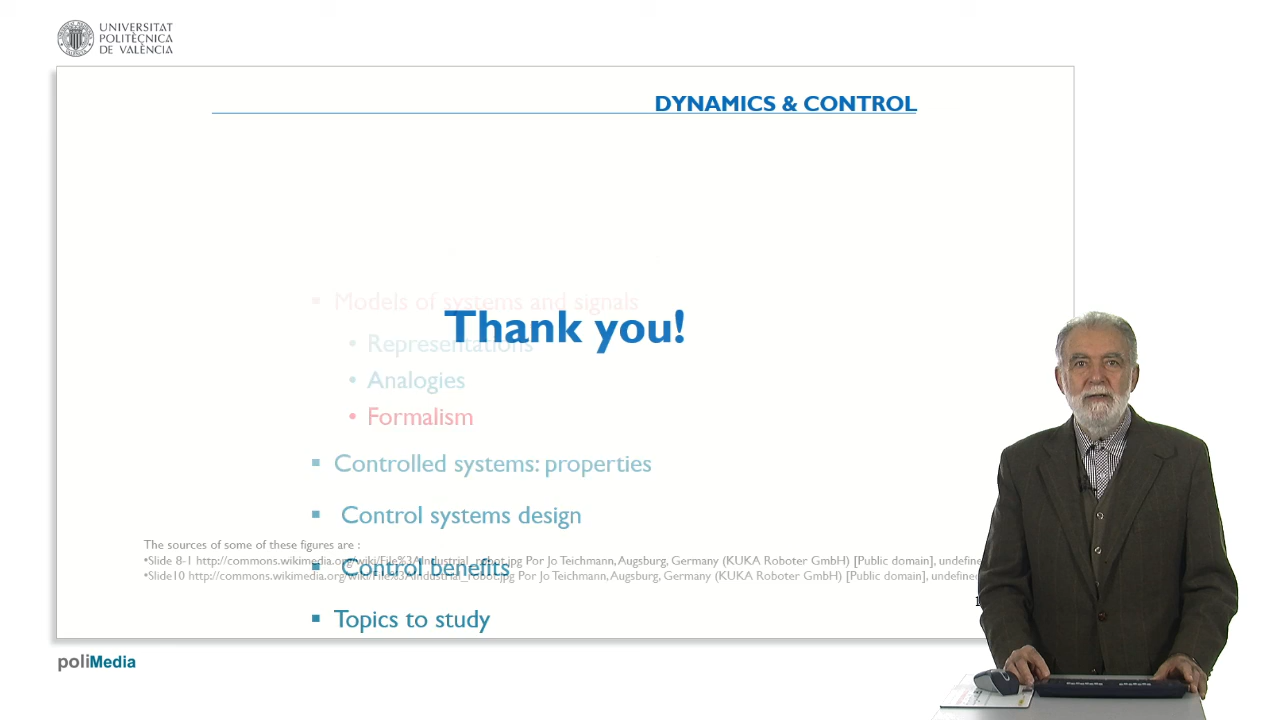 UNIVERSITAT
POLITÈCNICA
DE VALÈNCIA
DYNAMICS & CONTROL
▪ Models of systems and signals
Thank you!
• Representations
• Analogies
• Formalism
▪ Controlled systems: properties
▪ Control systems design
The sources of some of these figures are :
•Slide 8-1 http://commons.wikimedia.org/wiki/File%3AIndustrial_robot.jpg Por Jo Teichmann, Augsburg, Germany (KUKA Roboter GmbH) [Public domain], undefined
▪ Control benefits
•Slide10 http://commons.wikimedia.org/wiki/File%3AIndustrial_robot.jpg Por Jo Teichmann, Augsburg, Germany (KUKA Roboter GmbH) [Public domain], undefined
1
▪ Topics to study
poliMedia